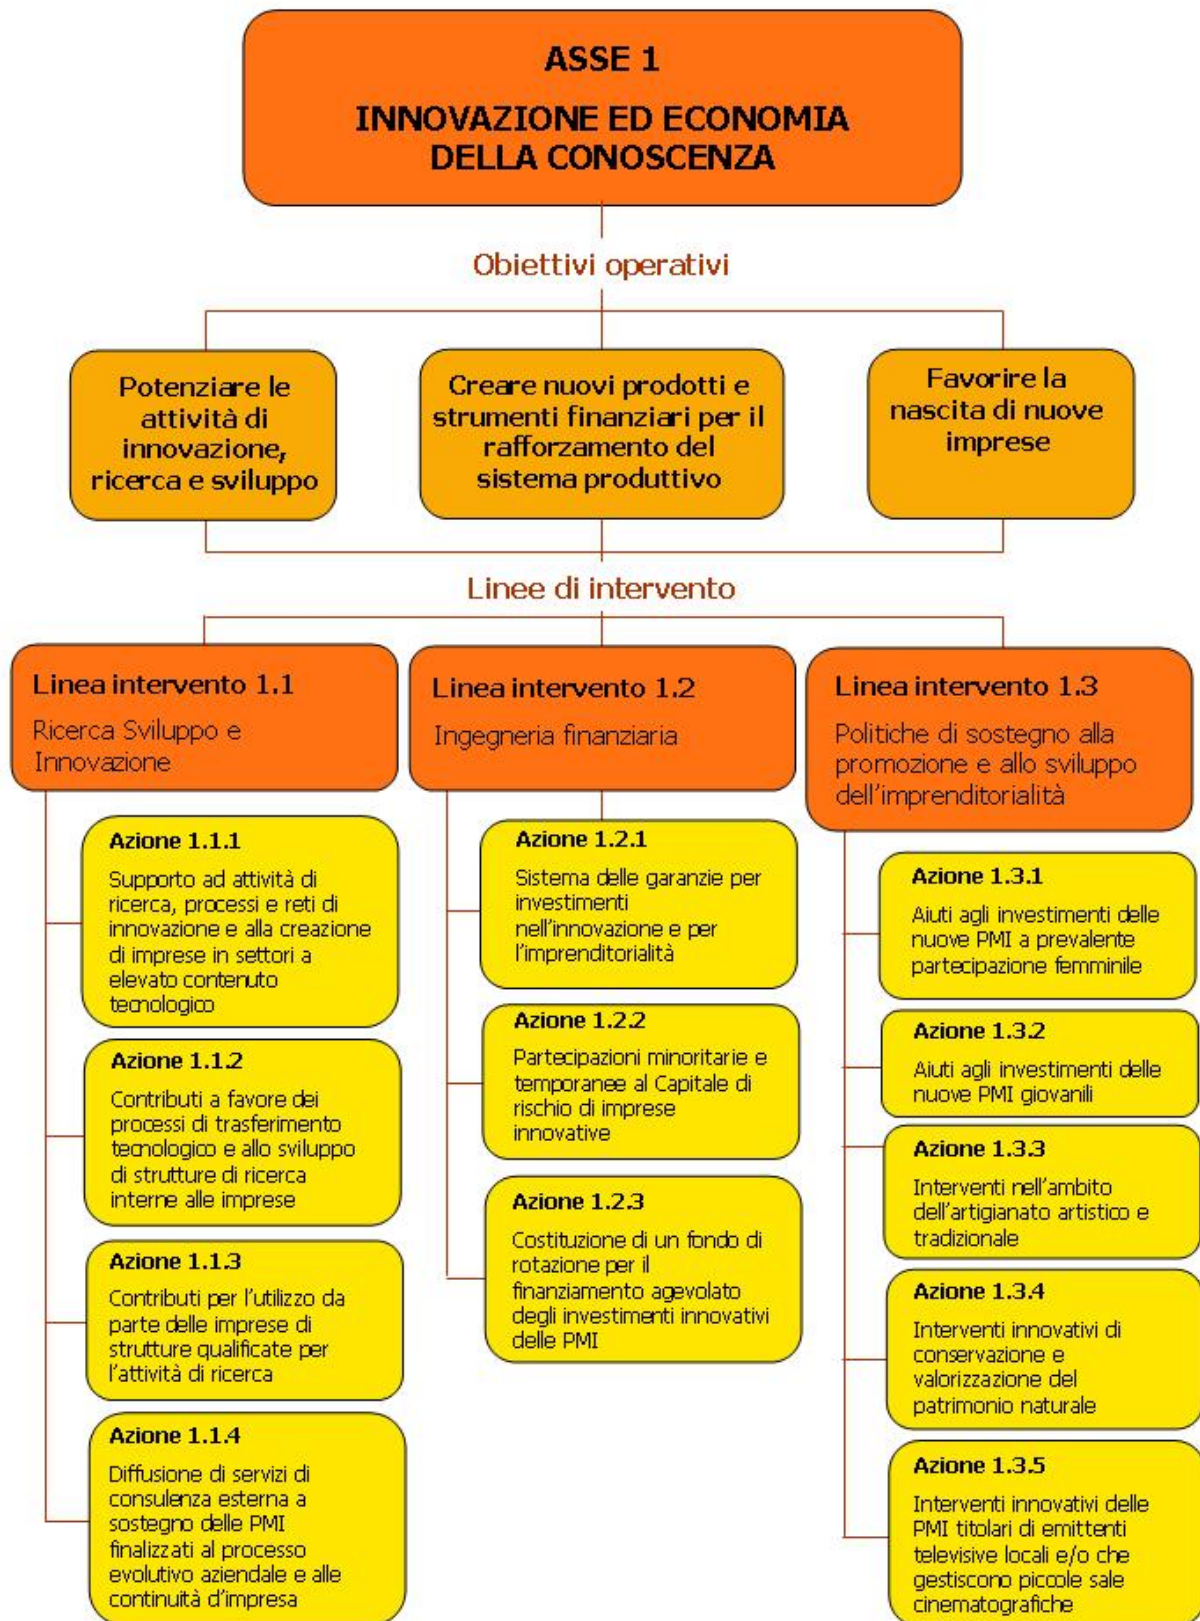 ASSE 1
INNOVAZIONE ED ECONOMIA
DELLA CONOSCENZA
Obiettivi operativi
Potenziare le
attività di
innovazione,
ricerca e sviluppo
Creare nuovi prodotti e
strumenti finanziari per il
rafforzamento del
sistema produttivo
Favorire la
nascita di nuove
imprese
Linee di intervento
Linea intervento 1.1
Ricerca Sviluppo e
Innovazione
Azione 1.1.1
Supporto ad attività di
ricerca, processi e reti di
innovazione e alla creazione
di imprese in settori a
elevato contenuto
tecnologico
Azione 1.1.2
Contributi a favore dei
processi di trasferimento
tecnologico e allo sviluppo
di strutture di ricerca
interne alle imprese
Azione 1.1.3
Contributi per l'utilizzo da
parte delle imprese di
strutture qualificate per
l'attività di ricerca
Azione 1.1.4
Diffusione di servizi di
consulenza esterna a
sostegno delle PMI
finalizzati al processo
evolutivo aziendale e alle
continuità d'impresa
Linea intervento 1.2
Ingegneria finanziaria
Azione 1.2.1
Sistema delle garanzie per
investimenti
nell'innovazione e per
l'imprenditorialità
Azione 1.2.2
Partecipazioni minoritarie e
temporanee al Capitale di
rischio di imprese
innovative
Azione 1.2.3
Costituzione di un fondo di
rotazione per il
finanziamento agevolato
degli investimenti innovativi
delle PMI
Linea intervento 1.3
Politiche di sostegno alla
promozione e allo sviluppo
dell'imprenditorialità
Azione 1.3.1
Aiuti agli investimenti delle
nuove PMI a prevalente
partecipazione femminile
Azione 1.3.2
Aiuti agli investimenti delle
nuove PMI giovanili
Azione 1.3.3
Interventi nell'ambito
dell'artigianato artistico e
tradizionale
Azione 1.3.4
Interventi innovativi di
conservazione e
valorizzazione del
patrimonio naturale
Azione 1.3.5
Interventi innovativi delle
PMI titolari di emittenti
televisive locali e/o che
gestiscono piccole sale
cinematografiche